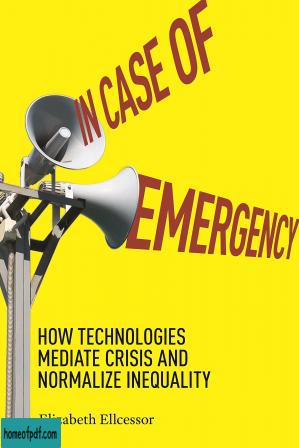 IN CASE OF
EMERGENCY
HOW TECHNOLOGIES
MEDIATE CRISIS AND
NORMALIZE INEQUALITY
Elizabeth Ellcessor
homeofpdf.com